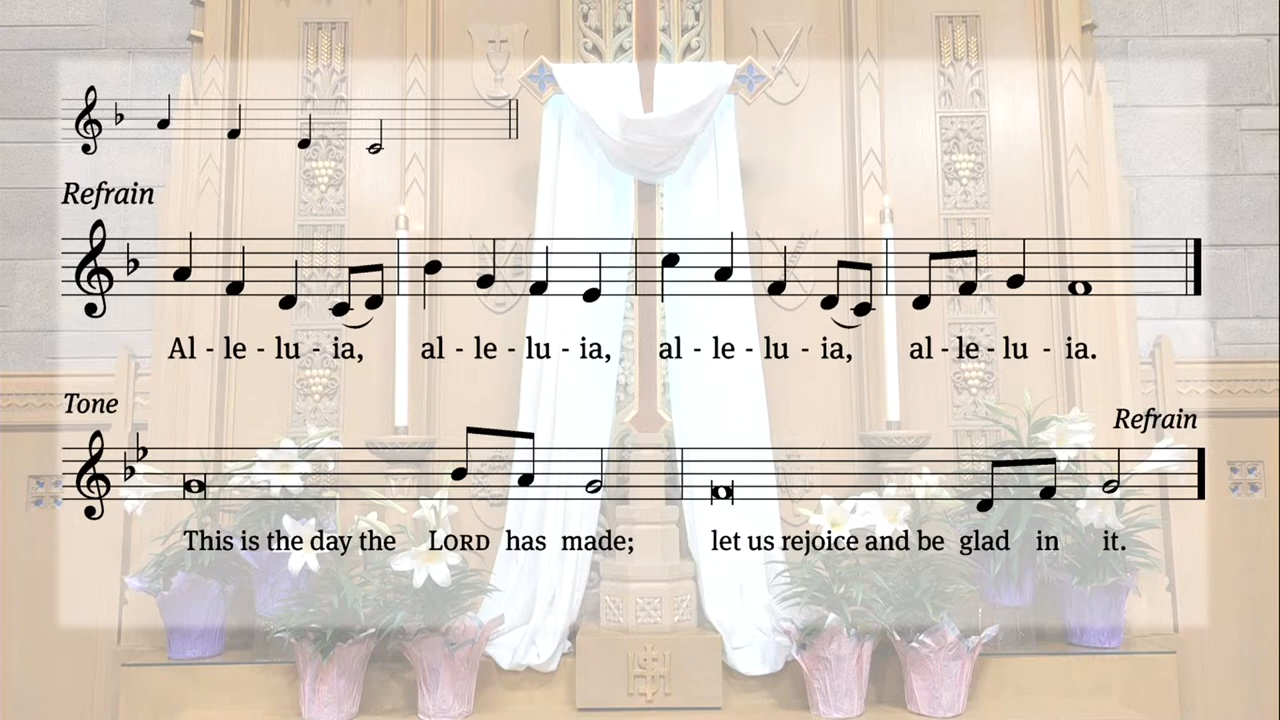 Refrain
Al - le - lu - ia, al - le - lu - ia, al - le - lu - ia, al - le - lu - ia.
Tone
Refrain
This is the day the LORD has made; let us rejoice and be glad in it.